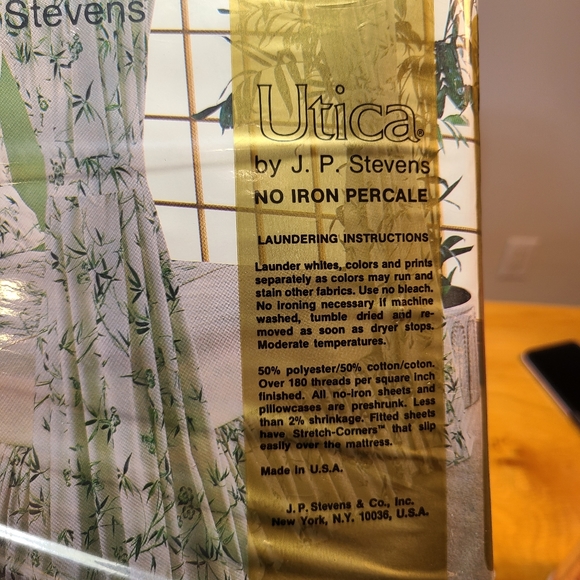 Stevens
Utica®
by J. P. Stevens
NO IRON PERCALE
LAUNDERING INSTRUCTIONS
Launder whites, colors and prints
separately as colors may run and
stain other fabrics. Use no bleach.
No ironing necessary if machine
washed, tumble dried and re-
moved as soon as dryer stops.
Moderate temperatures.
50% polyester/50% cotton/coton.
Over 180 threads per square inch
finished. All no-iron sheets and
pillowcases are preshrunk. Less
than 2% shrinkage. Fitted sheets
have Stretch-Corners™ that slip
easily over the mattress.
Made in U.S.A.
J. P. Stevens & Co., Inc.
New York, N.Y. 10036, U.S.A.